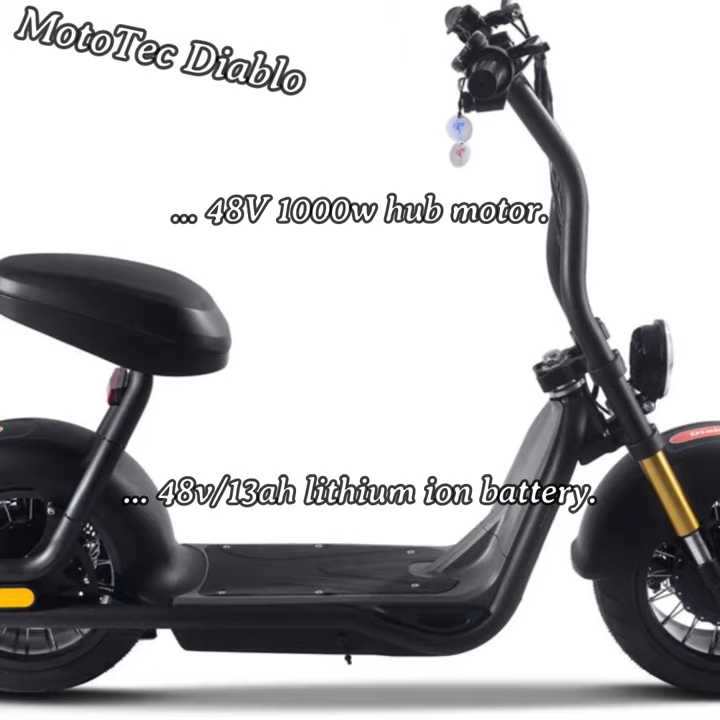 MotoTec Diablo
... 48V 1000w hub motor.
... 48v/13ah lithium ion battery.